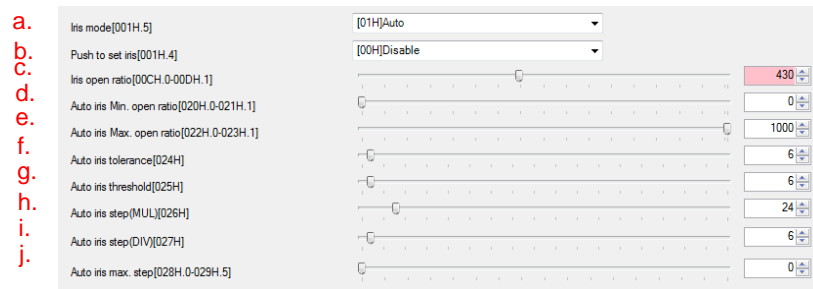 a. Iris mode[001H.5] [01H]Auto
b. Push to set iris[001H.4] [00H]Disable
c. Iris open ratio[00CH.0-00DH.1] 430
d. Auto iris Min. open ratio[020H.0-021H.1] 0
e. Auto iris Max. open ratio[022H.0-023H.1] 1000
f. Auto iris tolerance[024H] 6
g. Auto iris threshold[025H] 6
h. Auto iris step(MUL)[026H] 24
i. Auto iris step(DIV)[027H] 6
j. Auto iris max. step[028H.0-029H.5] 0